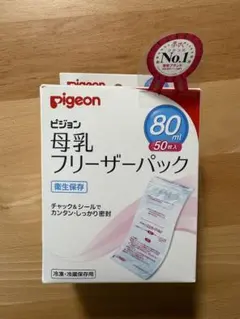 Pigeon
No.1
pigeon
ピジョン
母乳
フリーザーパック
80ml
50枚入
衛生保存
チャック&シールで
カンタン・しっかり密封
冷凍・冷蔵保存用